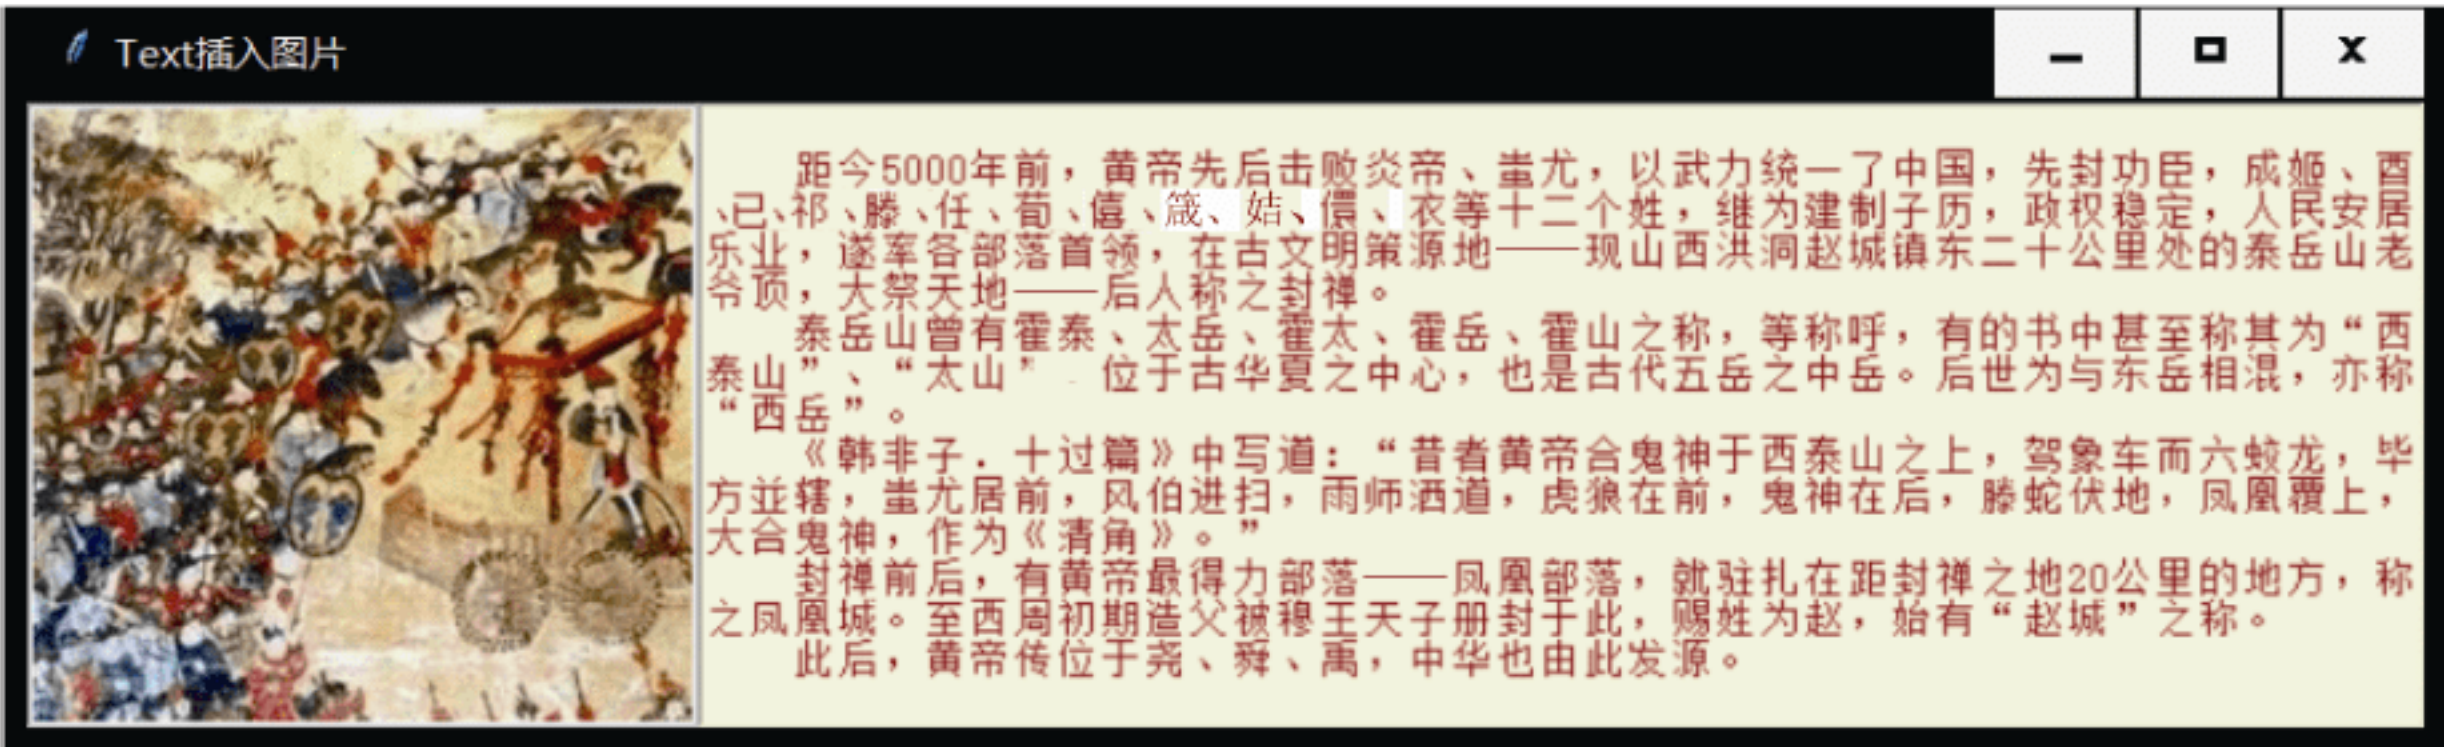 Text插入图片
距今5000年前，黄帝先后击败炎帝、蚩尤，以武力统一了中国，先封功臣，成姬、酉
、已、祁、滕、任、荀、僖、箴、姞、儇、衣等十二个姓，继为建制子历，政权稳定，人民安居
乐业，遂率各部落首领，在古文明策源地——现山西洪洞赵城镇东二十公里处的泰岳山老
爷顶，大祭天地——后人称之封禅。
泰岳山曾有霍泰、太岳、霍太、霍岳、霍山之称，等称呼，有的书中甚至称其为“西
泰山”、“太山” 位于古华夏之中心，也是古代五岳之中岳。后世为与东岳相混，亦称
“西岳”。
《韩非子．十过篇》中写道：“昔者黄帝合鬼神于西泰山之上，驾象车而六蛟龙，毕
方並辖，蚩尤居前，风伯进扫，雨师洒道，虎狼在前，鬼神在后，滕蛇伏地，凤凰覆上，
大合鬼神，作为《清角》。”
封禅前后，有黄帝最得力部落——凤凰部落，就驻扎在距封禅之地20公里的地方，称
之凤凰城。至西周初期造父被穆王天子册封于此，赐姓为赵，始有“赵城”之称。
此后，黄帝传位于尧、舜、禹，中华也由此发源。